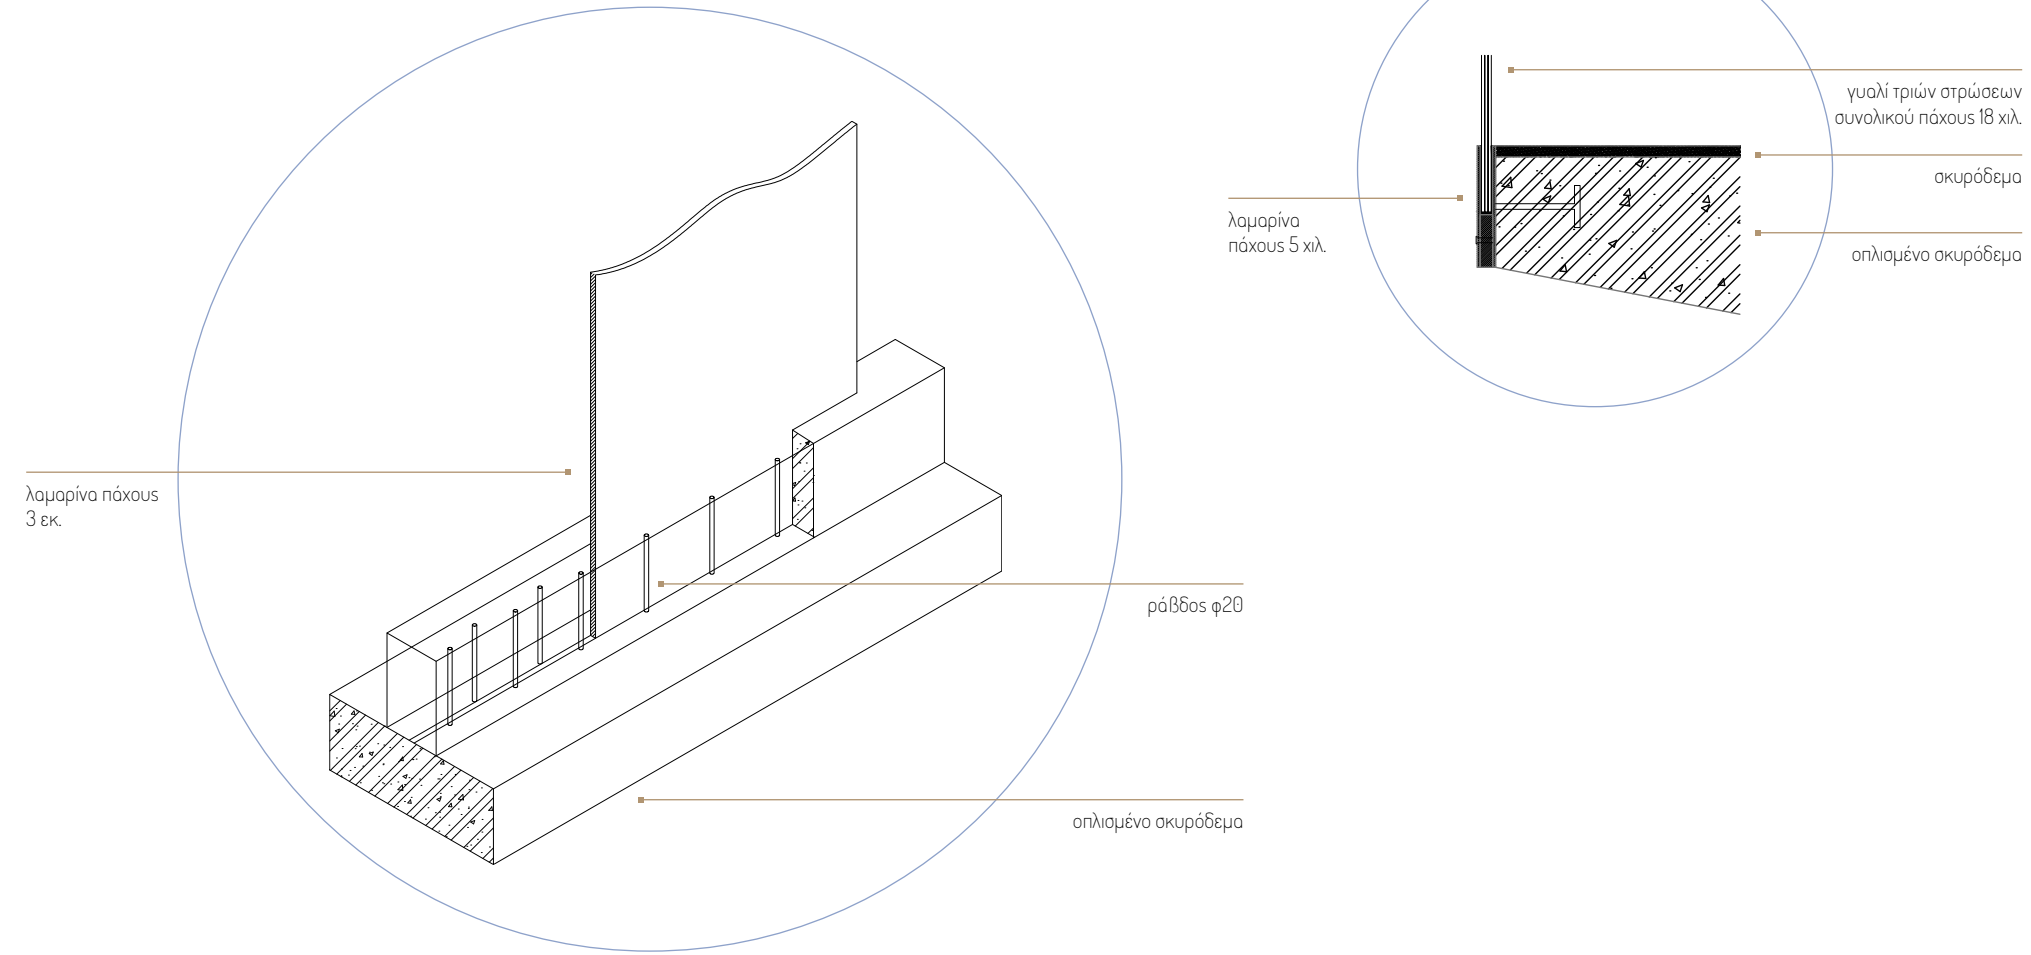 λαμαρίνα πάχους
3 εκ.
ράβδος φ20
οπλισμένο σκυρόδεμα
γυαλί τριών στρώσεων
συνολικού πάχους 18 χιλ.
σκυρόδεμα
λαμαρίνα
πάχους 5 χιλ.
οπλισμένο σκυρόδεμα